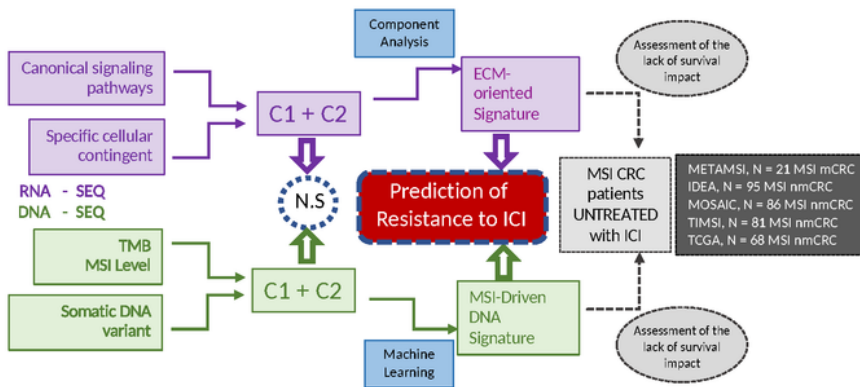 Component
Analysis
Assessment of the
lack of survival
impact
Canonical signaling
pathways
ECM-
oriented
Signature
C1 + C2
Specific cellular
contingent
RNA - SEQ
DNA - SEQ
N.S
Prediction of
Resistance to ICI
MSI CRC
patients
UNTREATED
with ICI
METAMSI, N = 21 MSI mCRC
IDEA, N = 95 MSI nmCRC
MOSAIC, N = 86 MSI nmCRC
TIMSI, N = 81 MSI nmCRC
TCGA, N = 68 MSI nmCRC
TMB
MSI Level
C1 + C2
MSI-Driven
DNA
Signature
Somatic DNA
variant
Machine
Learning
Assessment of the
lack of survival
impact